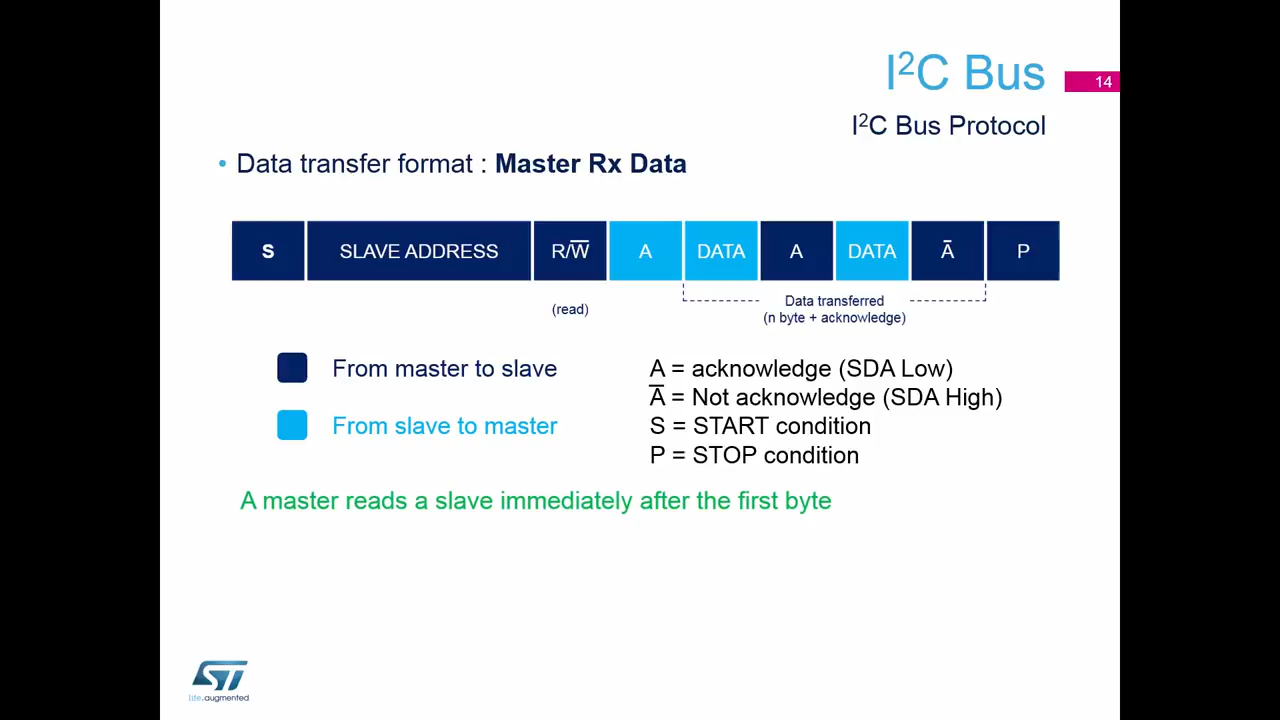 I²C Bus
14
I²C Bus Protocol
• Data transfer format : Master Rx Data
S SLAVE ADDRESS R/W̅ A DATA A DATA A̅ P
(read)
Data transferred
(n byte + acknowledge)
From master to slave
From slave to master
A = acknowledge (SDA Low)
A̅ = Not acknowledge (SDA High)
S = START condition
P = STOP condition
A master reads a slave immediately after the first byte
ST
life.augmented